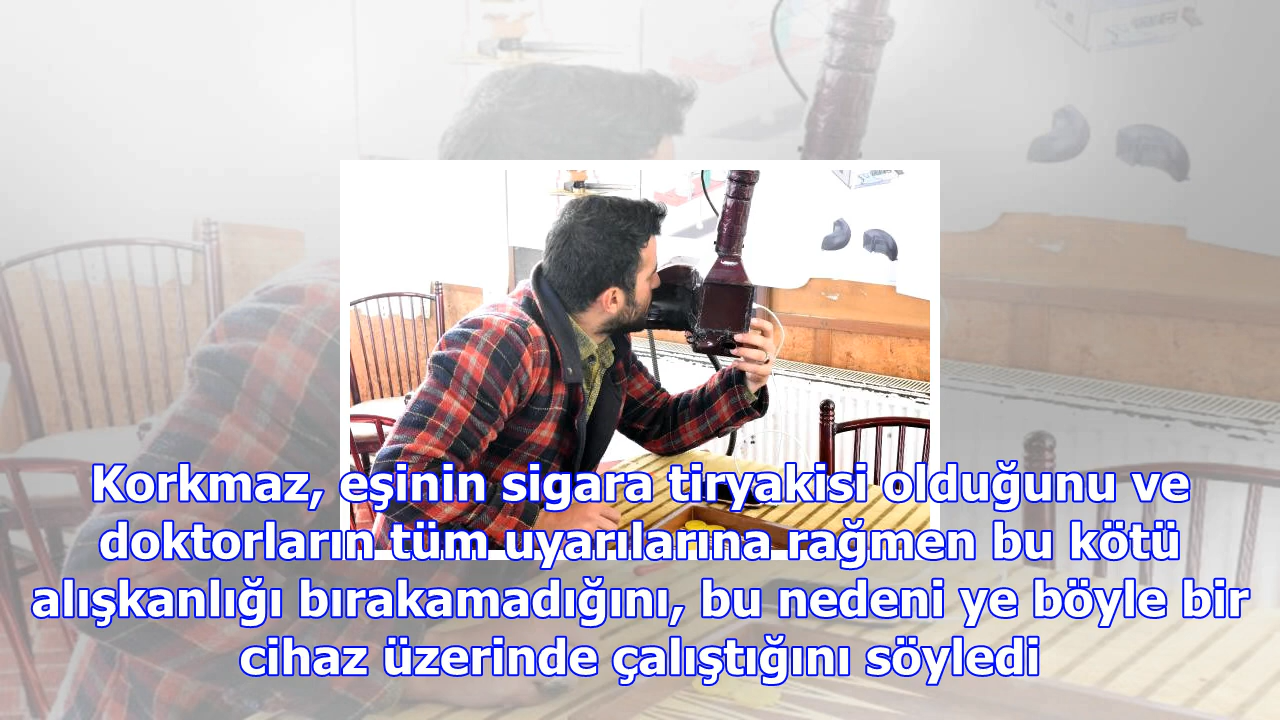 Korkmaz, eşinin sigara tiryakisi olduğunu ve
doktorların tüm uyarılarına rağmen bu kötü
alışkanlığı bırakamadığını, bu nedeni ye böyle bir
cihaz üzerinde çalıştığını söyledi